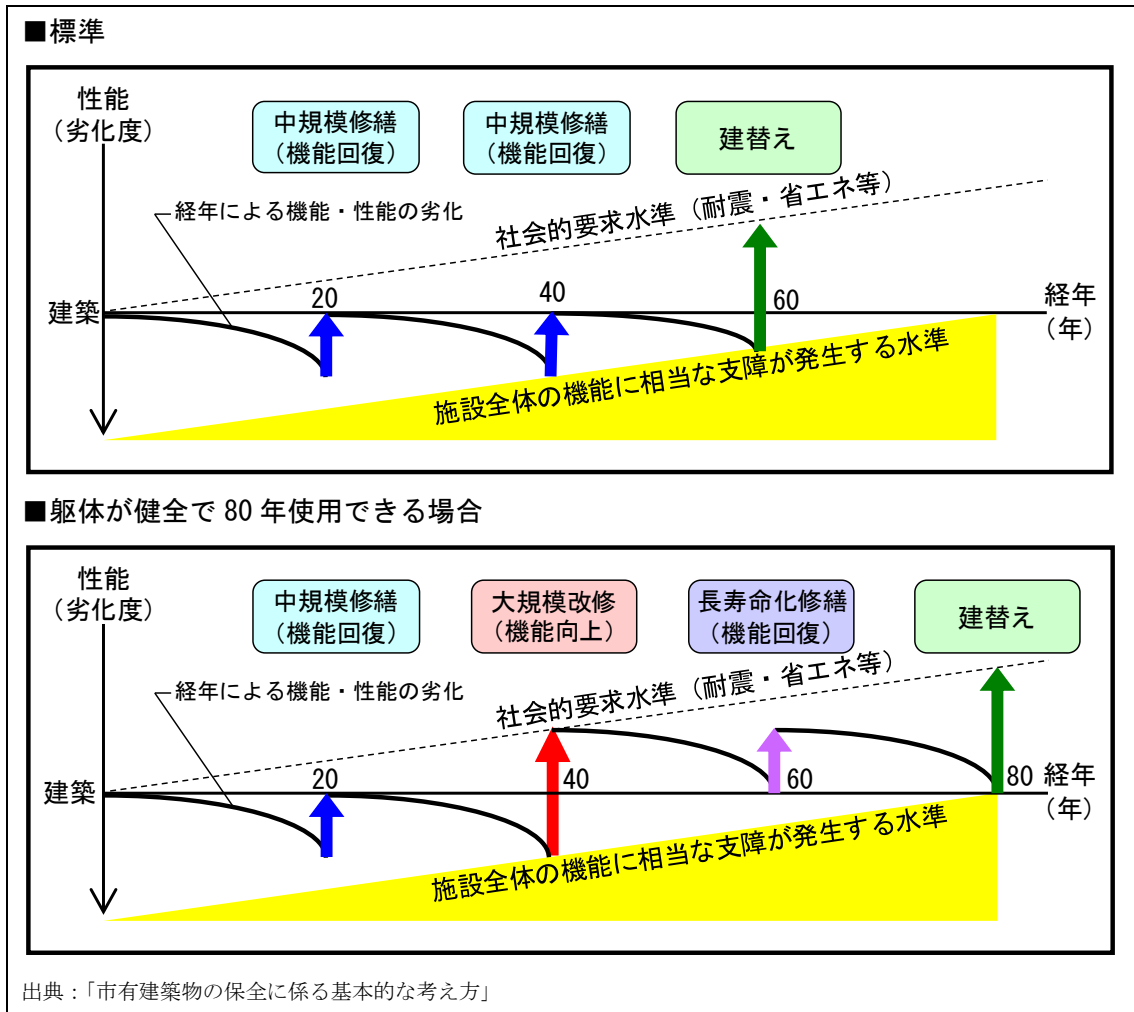 ■標準
性能
（劣化度）
中規模修繕
（機能回復）
中規模修繕
（機能回復）
建替え
経年による機能・性能の劣化
社会的要求水準（耐震・省エネ等）
建築
20
40
60
経年
（年）
施設全体の機能に相当な支障が発生する水準
■躯体が健全で 80 年使用できる場合
性能
（劣化度）
中規模修繕
（機能回復）
大規模改修
（機能向上）
長寿命化修繕
（機能回復）
建替え
経年による機能・性能の劣化
社会的要求水準（耐震・省エネ等）
建築
20
40
60
80
経年
（年）
施設全体の機能に相当な支障が発生する水準
出典：「市有建築物の保全に係る基本的な考え方」